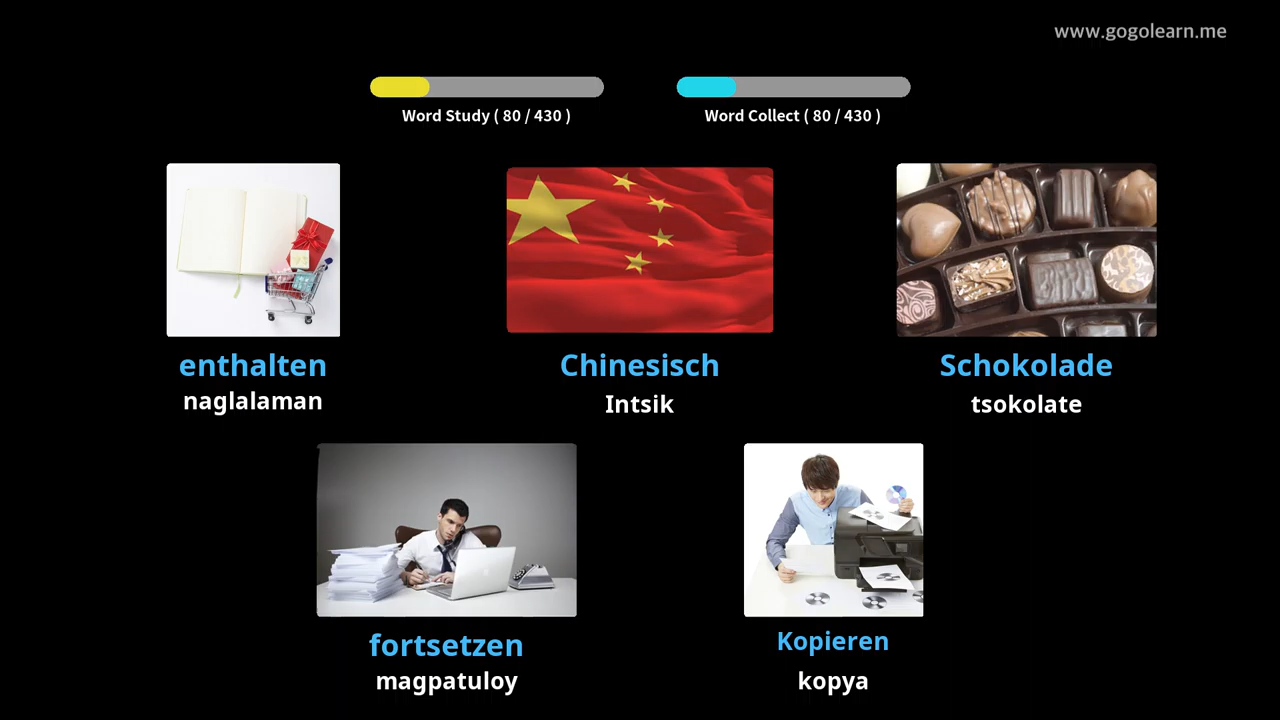 www.gogolearn.me
Word Study ( 80 / 430 )
Word Collect ( 80 / 430 )
enthalten
naglalaman
Chinesisch
Intsik
Schokolade
tsokolate
fortsetzen
magpatuloy
Kopieren
kopya